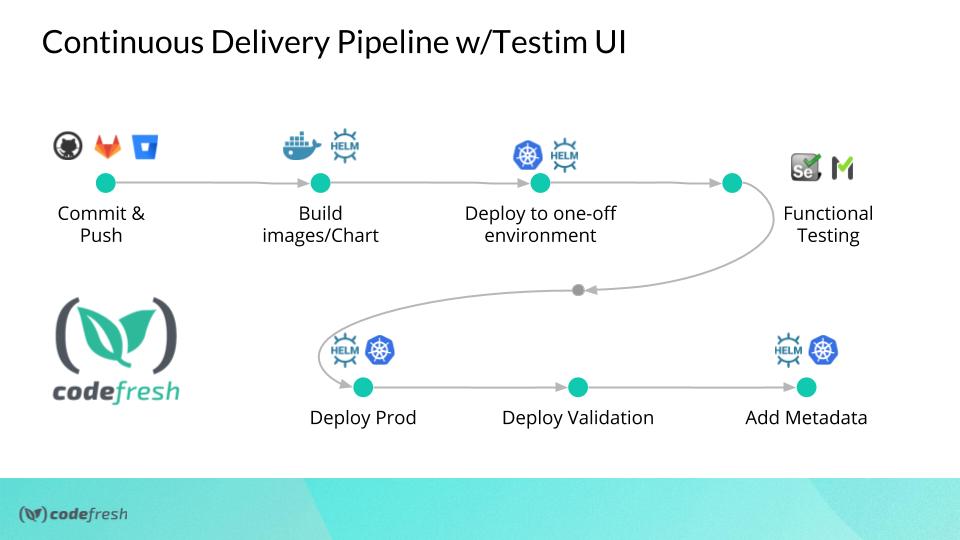 Continuous Delivery Pipeline w/Testim UI
HELM
HELM
Se
Commit &
Push
Build
images/Chart
Deploy to one-off
environment
Functional
Testing
HELM
HELM
codefresh
Deploy Prod
Deploy Validation
Add Metadata
codefresh